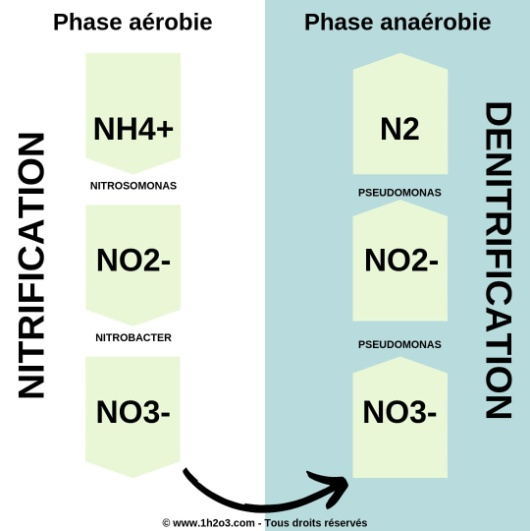 Phase aérobie
NITRIFICATION
NH4+
NITROSOMONAS
NO2-
NITROBACTER
NO3-
Phase anaérobie
N2
PSEUDOMONAS
NO2-
PSEUDOMONAS
NO3-
DENITRIFICATION
© www.1h2o3.com - Tous droits réservés